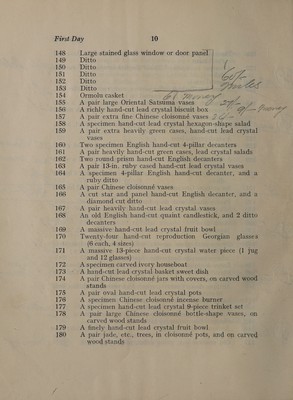 First Day 10
148 Large stained glass window or door panel
149 Ditto
150 Ditto
151 Ditto
152 Ditto
153 Ditto
154 Ormolu casket
155 A pair large Oriental Satsuma vases
156 A richly hand-cut lead crystal biscuit box
157 A pair extra fine Chinese cloisonné vases
158 A specimen hand-cut lead crystal hexagon-shape salad
159 A pair extra heavily green cases, hand-cut lead crystal
vases
160 Two specimen English hand-cut 4-pillar decanters
161 A pair heavily hand-cut green cases, lead crystal salads
162 Two round prism hand-cut English decanters
163 A pair 13-in. ruby cased hand-cut lead crystal vases
164 A specimen 4-pillar English hand-cut decanter, and a
ruby ditto
165 A pair Chinese cloisonné vases
166 A cut star and panel hand-cut English decanter, and a
diamond cut ditto
167 A pair heavily hand-cut lead crystal vases
168 An old English hand-cut quaint candlestick, and 2 ditto
decanters
169 A massive hand-cut lead crystal fruit bowl
170 Twenty-four hand-cut reproduction Georgian glasses
(6 each, 4 sizes)
171 A massive 13-piece hand-cut crystal water piece (1 jug
and 12 glasses)
172 A specimen carved ivory houseboat
173 A hand-cut lead crystal basket sweet dish
174 A pair Chinese cloisonné jars with covers, on carved wood
stands
175 A pair oval hand-cut lead crystal pots
176 A specimen Chinese cloisonné incense burner
177 A specimen hand-cut lead crystal 9-piece trinket set
178 A pair large Chinese cloisonné bottle-shape vases, on
carved wood stands
179 A finely hand-cut lead crystal fruit bowl
180 A pair jade, etc., trees, in cloisonné pots, and on carved
wood stands